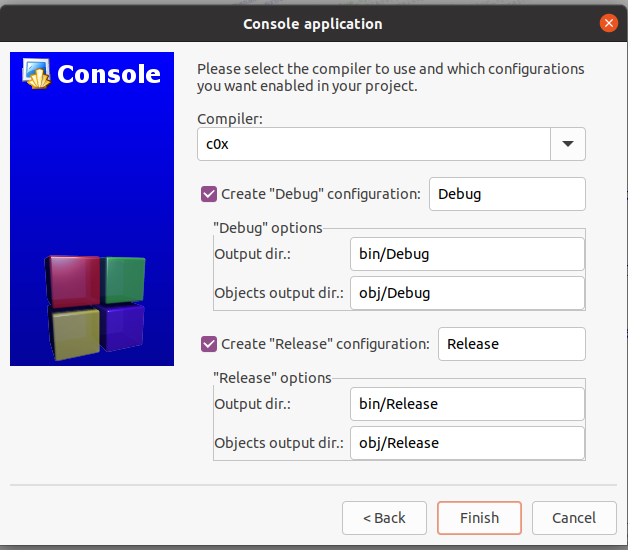 Console application
Console
Please select the compiler to use and which configurations
you want enabled in your project.
Compiler:
c0x
Create "Debug" configuration: Debug
"Debug" options
Output dir.: bin/Debug
Objects output dir.: obj/Debug
Create "Release" configuration: Release
"Release" options
Output dir.: bin/Release
Objects output dir.: obj/Release
< Back Finish Cancel